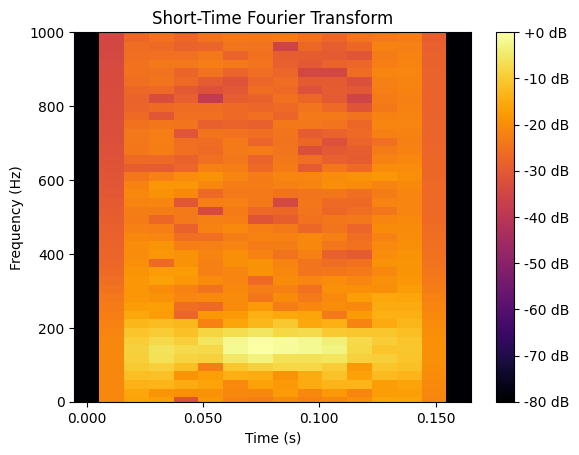 Short-Time Fourier Transform
1000
800
600
400
200
0
Frequency (Hz)
0.000
0.050
0.100
0.150
Time (s)
+0 dB
-10 dB
-20 dB
-30 dB
-40 dB
-50 dB
-60 dB
-70 dB
-80 dB